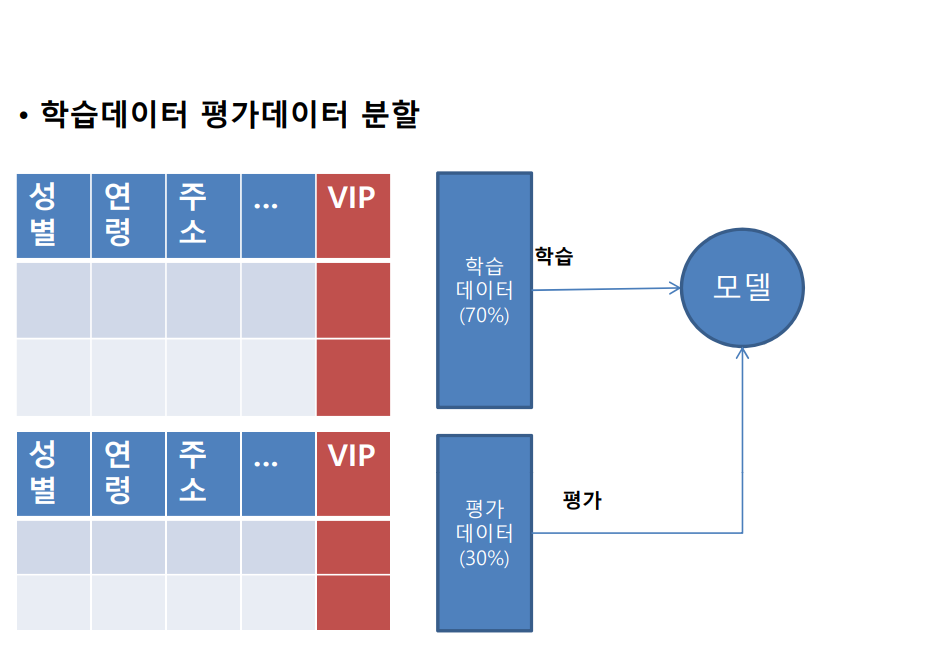 • 학습데이터 평가데이터 분할
성별 연령 주소 ... VIP
학습
데이터
(70%)
학습
모델
성별 연령 주소 ... VIP
평가
데이터
(30%)
평가